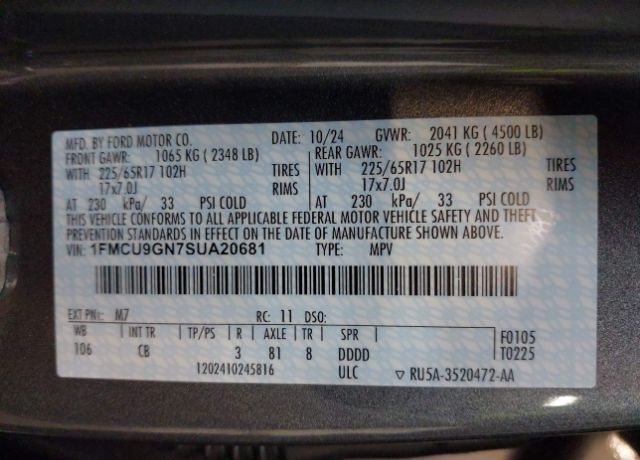 MFD. BY FORD MOTOR CO. DATE: 10/24 GVWR: 2041 KG ( 4500 LB)
FRONT GAWR: 1065 KG ( 2348 LB) REAR GAWR: 1025 KG ( 2260 LB)
WITH 225/65R17 102H TIRES WITH 225/65R17 102H TIRES
17x7.0J RIMS 17x7.0J RIMS
AT 230 kPa/ 33 PSI COLD AT 230 kPa/ 33 PSI COLD
THIS VEHICLE CONFORMS TO ALL APPLICABLE FEDERAL MOTOR VEHICLE SAFETY AND THEFT
PREVENTION STANDARDS IN EFFECT ON THE DATE OF MANUFACTURE SHOWN ABOVE.
VIN: 1FMCU9GN7SUA20681 TYPE: MPV
EXT PNT: M7 RC: 11 DSO:
WB INT TR TP/PS R AXLE TR SPR F0105
106 CB 3 81 8 DDDD T0225
1202410245816 ULC ▽ RU5A-3520472-AA